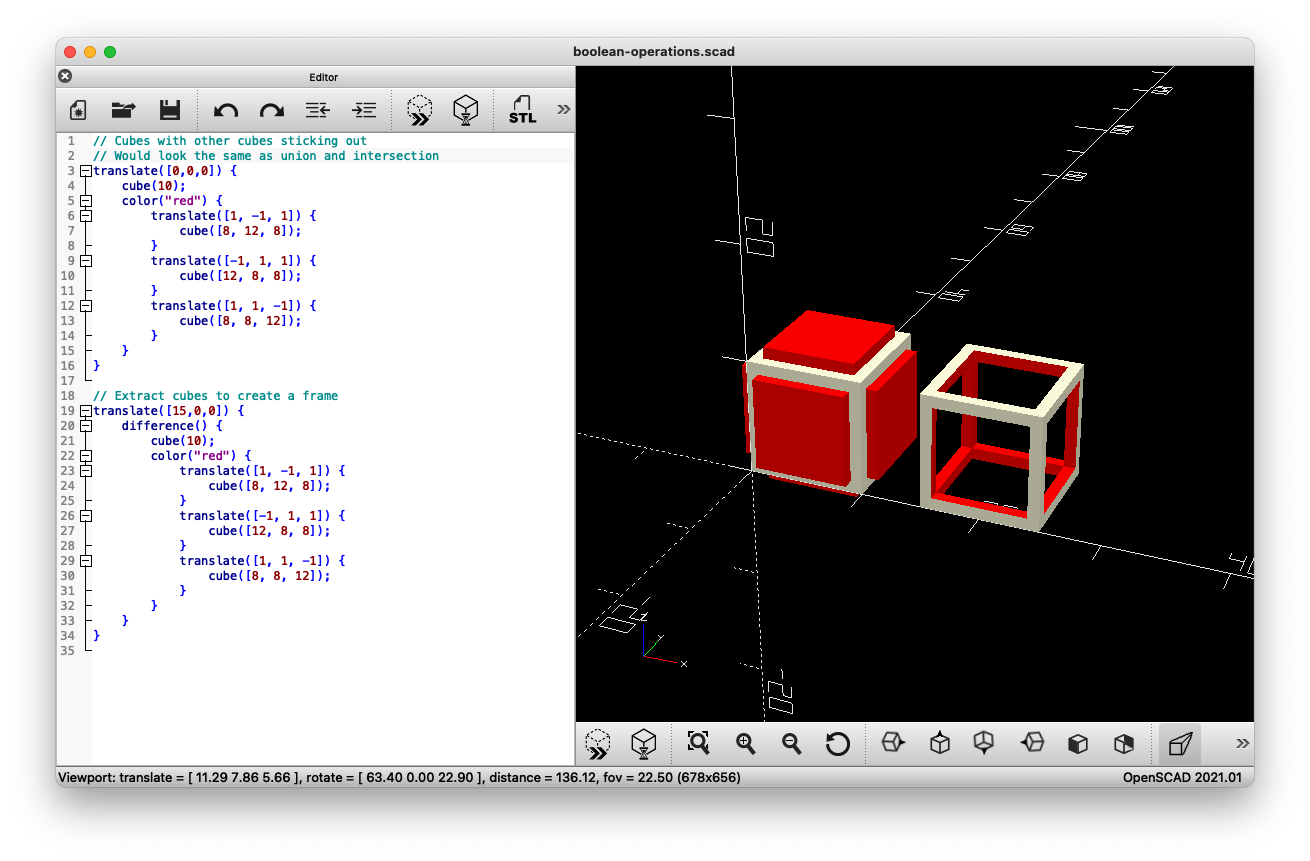 boolean-operations.scad
Editor
STL
1 // Cubes with other cubes sticking out
2 // Would look the same as union and intersection
3 translate([0,0,0]) {
4     cube(10);
5     color("red") {
6         translate([1, -1, 1]) {
7             cube([8, 12, 8]);
8         }
9         translate([-1, 1, 1]) {
10             cube([12, 8, 8]);
11         }
12         translate([1, 1, -1]) {
13             cube([8, 8, 12]);
14         }
15     }
16 }
17
18 // Extract cubes to create a frame
19 translate([15,0,0]) {
20     difference() {
21         cube(10);
22         color("red") {
23             translate([1, -1, 1]) {
24                 cube([8, 12, 8]);
25             }
26             translate([-1, 1, 1]) {
27                 cube([12, 8, 8]);
28             }
29             translate([1, 1, -1]) {
30                 cube([8, 8, 12]);
31             }
32         }
33     }
34 }
35
z
y
x
Viewport: translate = [ 11.29 7.86 5.66 ], rotate = [ 63.40 0.00 22.90 ], distance = 136.12, fov = 22.50 (678x656)
OpenSCAD 2021.01